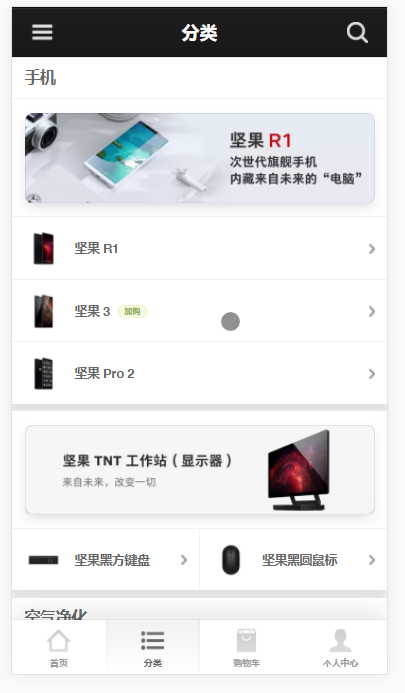 分类
手机
坚果 R1
次世代旗舰手机
内藏来自未来的“电脑”
坚果 R1
坚果 3 加购
坚果 Pro 2
坚果 TNT 工作站（显示器）
来自未来，改变一切
坚果黑方键盘
坚果黑圆鼠标
空气净化
首页
分类
购物车
个人中心